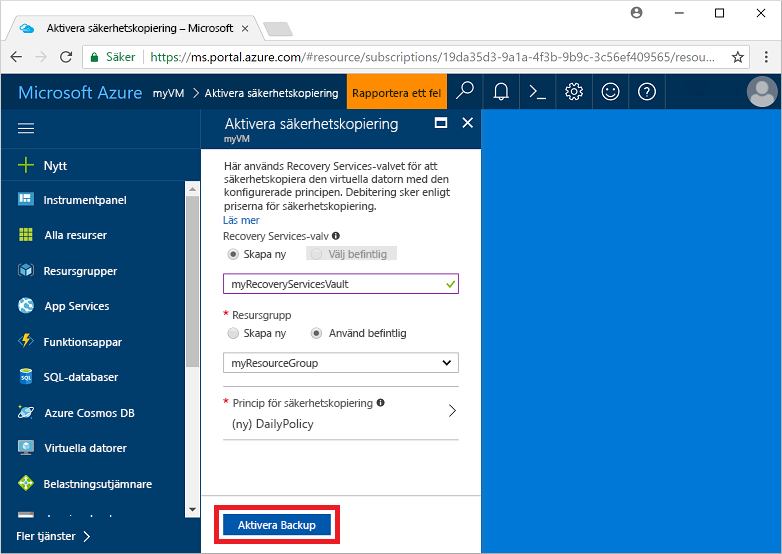 Aktivera säkerhetskopiering – Microsoft
Säker
https://ms.portal.azure.com/#resource/subscriptions/19da35d3-9a1a-4f3b-9b9c-3c56ef409565/resou...
Microsoft Azure
myVM > Aktivera säkerhetskopiering
Rapportera ett fel
Nytt
Instrumentpanel
Alla resurser
Resursgrupper
App Services
Funktionsappar
SQL-databaser
Azure Cosmos DB
Virtuella datorer
Belastningsutjämnare
Fler tjänster >
Aktivera säkerhetskopiering
myVM
Här används Recovery Services-valvet för att
säkerhetskopiera den virtuella datorn med den
konfigurerade principen. Debitering sker enligt
priserna för säkerhetskopiering.
Läs mer
Recovery Services-valv
Skapa ny
Välj befintlig
myRecoveryServicesVault
* Resursgrupp
Skapa ny
Använd befintlig
myResourceGroup
* Princip för säkerhetskopiering
(ny) DailyPolicy
Aktivera Backup